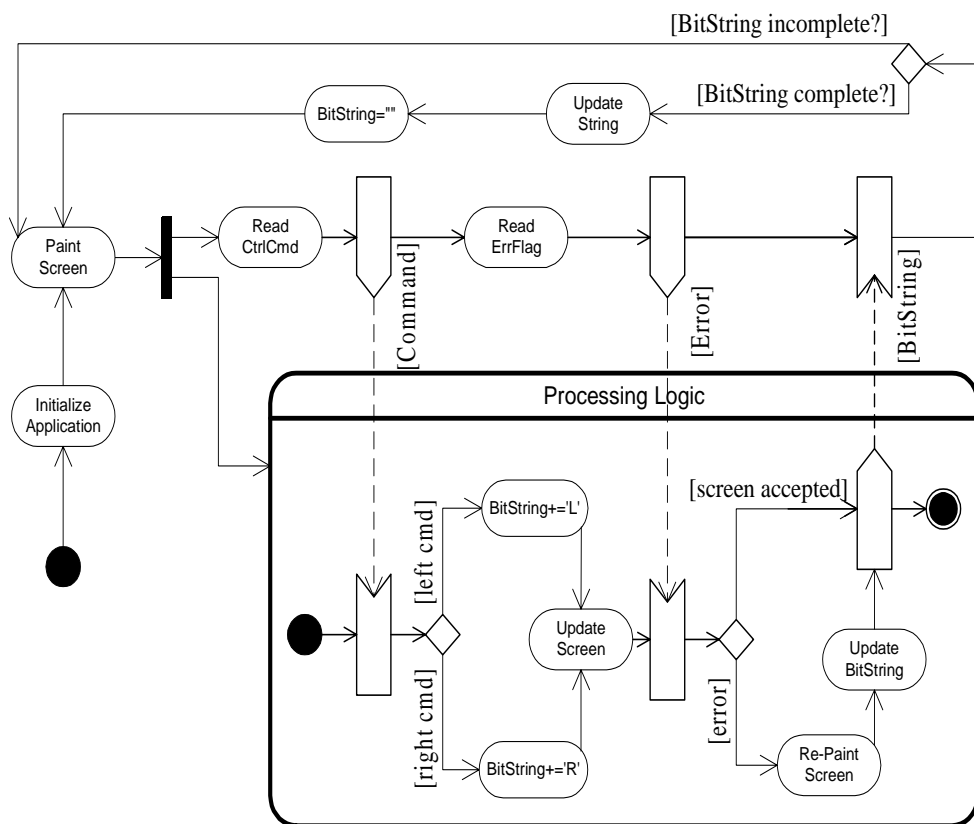 [BitString incomplete?]
[BitString complete?]
BitString=""
Update
String
Paint
Screen
Read
CtrlCmd
[Command]
Read
ErrFlag
[Error]
[BitString]
Initialize
Application
Processing Logic
[left cmd]
[right cmd]
BitString+='L'
BitString+='R'
Update
Screen
[screen accepted]
[error]
Update
BitString
Re-Paint
Screen